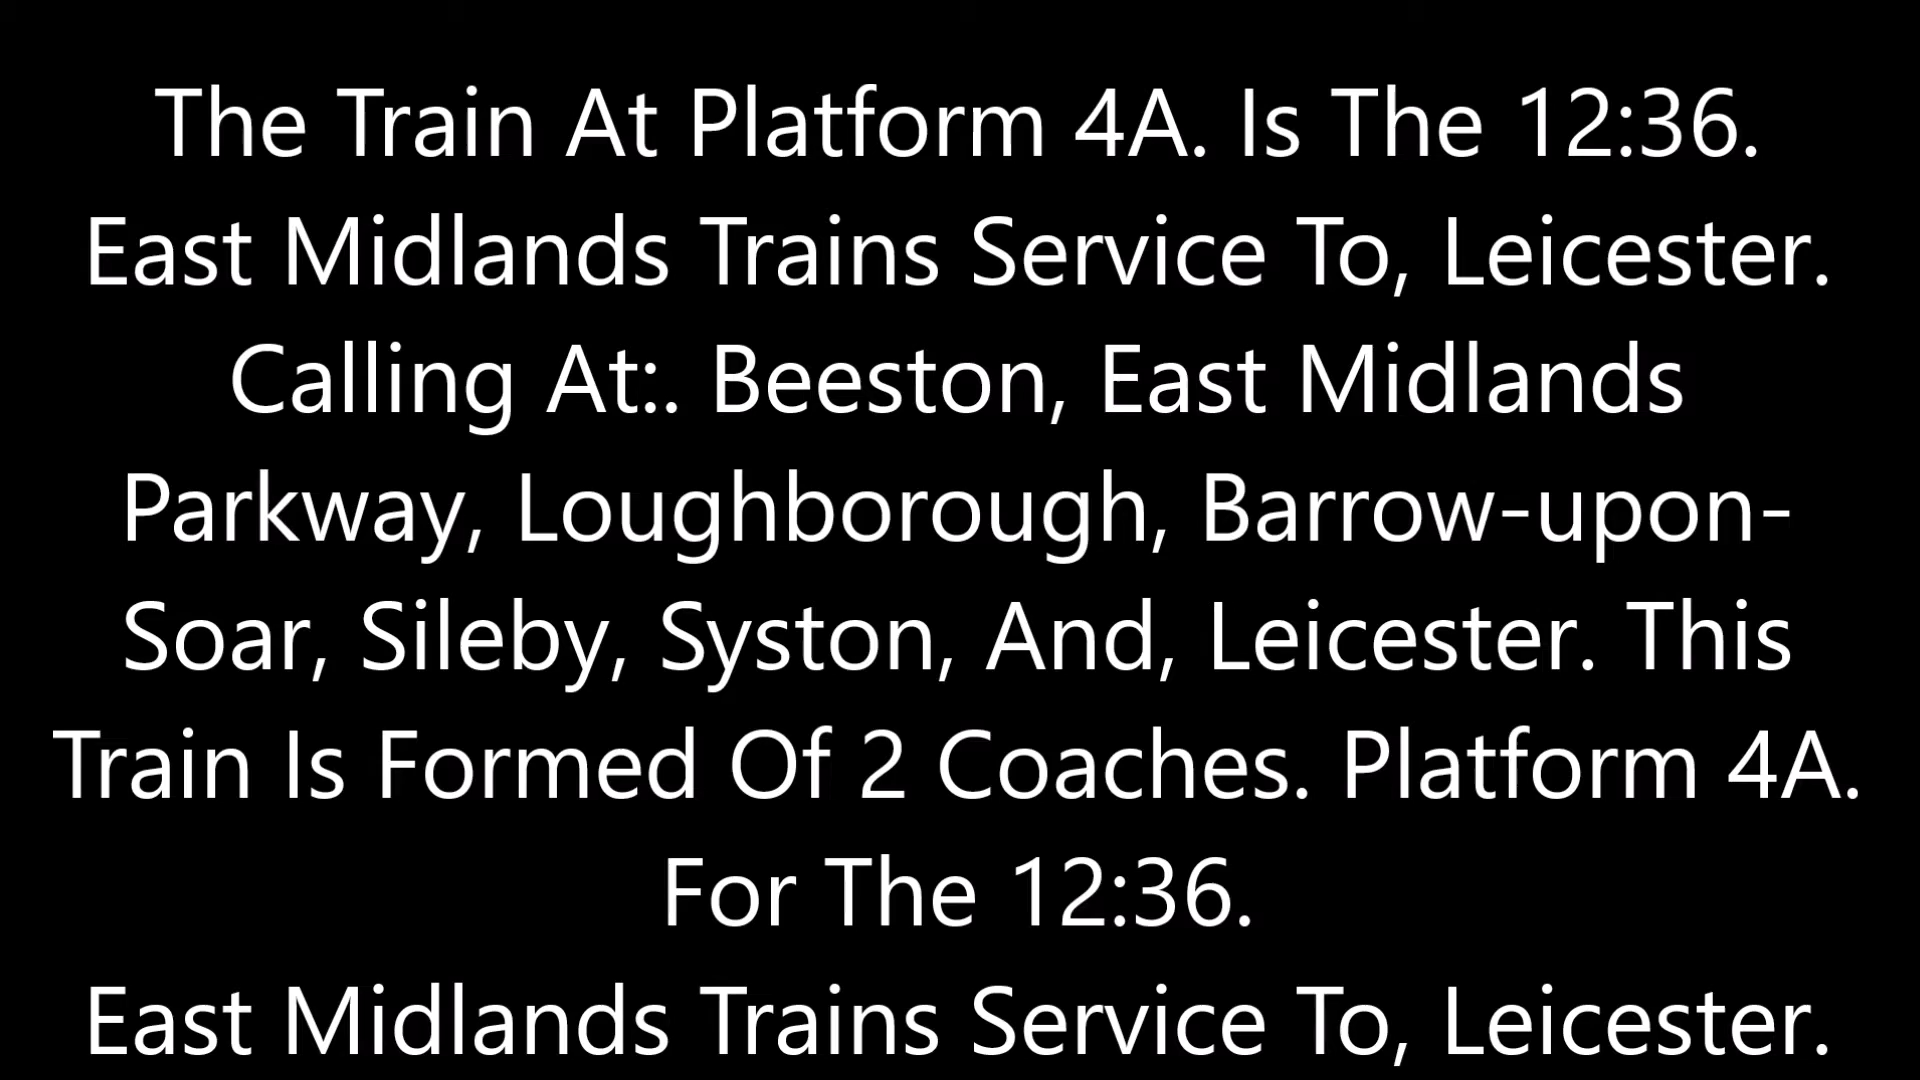 The Train At Platform 4A. Is The 12:36.
East Midlands Trains Service To, Leicester.
Calling At:. Beeston, East Midlands
Parkway, Loughborough, Barrow-upon-
Soar, Sileby, Syston, And, Leicester. This
Train Is Formed Of 2 Coaches. Platform 4A.
For The 12:36.
East Midlands Trains Service To, Leicester.